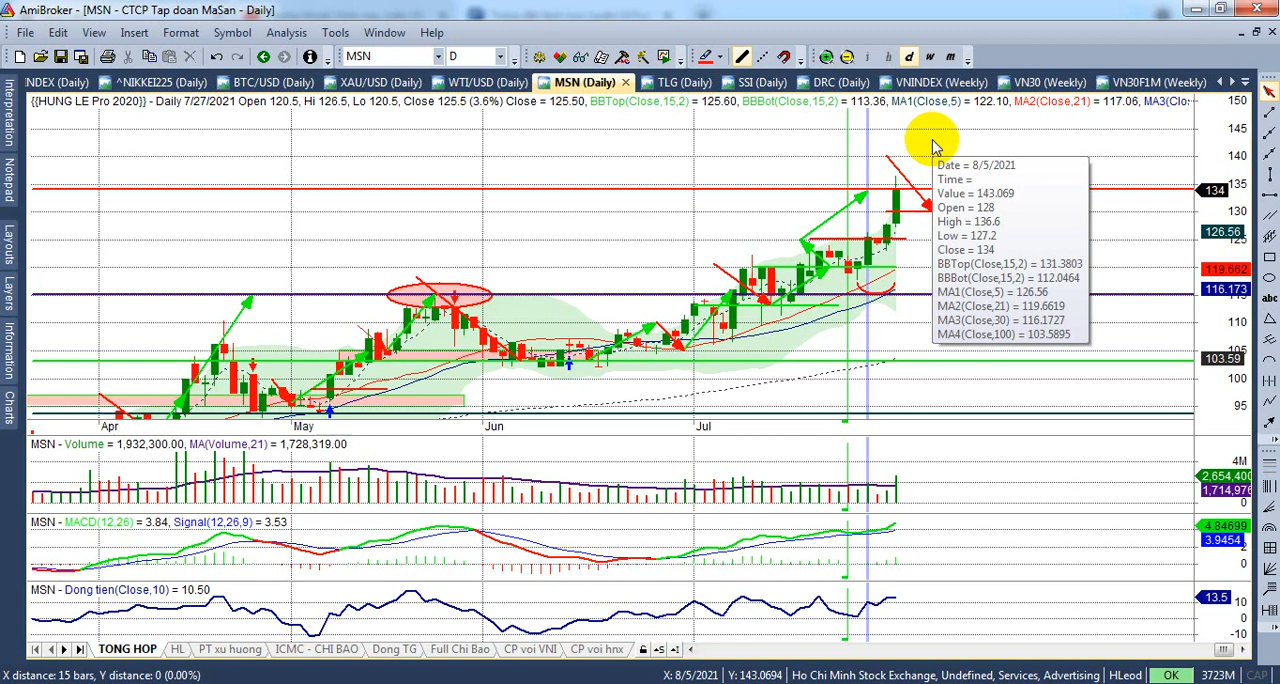 AmiBroker - [MSN - CTCP Tap doan MaSan - Daily]
File Edit View Insert Format Symbol Analysis Tools Window Help
MSN D i h d w m
INDEX (Daily) ^NIKKEI225 (Daily) BTC/USD (Daily) XAU/USD (Daily) WTI/USD (Daily) MSN (Daily) TLG (Daily) SSI (Daily) DRC (Daily) VNINDEX (Weekly) VN30 (Weekly) VN30F1M (Weekly)
{{HUNG LE Pro 2020}} - Daily 7/27/2021 Open 120.5, Hi 126.5, Lo 120.5, Close 125.5 (3.6%) Close = 125.50, BBTop(Close,15,2) = 125.60, BBBot(Close,15,2) = 113.36, MA1(Close,5) = 122.10, MA2(Close,21) = 117.06, MA3(Clo:
Interpretation
Notepad
Layouts
Layers
Information
Charts
150
145
140
135
134
130
126.56
125
120
119.662
116.173
115
110
105
103.59
100
95
Date = 8/5/2021
Time =
Value = 143.069
Open = 128
High = 136.6
Low = 127.2
Close = 134
BBTop(Close,15,2) = 131.3803
BBBot(Close,15,2) = 112.0464
MA1(Close,5) = 126.56
MA2(Close,21) = 119.6619
MA3(Close,30) = 116.1727
MA4(Close,100) = 103.5895
Apr May Jun Jul
MSN - Volume = 1,932,300.00, MA(Volume,21) = 1,728,319.00
4M
2,654,400
1,714,976
0
MSN - MACD(12,26) = 3.84, Signal(12,26,9) = 3.53
4.84699
3.9454
2
0
MSN - Dong tien(Close,10) = 10.50
13.5
10
0
-10
TONG HOP HL PT xu huong ICMC - CHI BAO Dong TG Full Chi Bao CP voi VNI CP voi hnx
abc
X distance: 15 bars, Y distance: 0 (0.00%) X: 8/5/2021 Y: 143.0694 Ho Chi Minh Stock Exchange, Undefined, Services, Advertising HLeod OK 3723M CAP